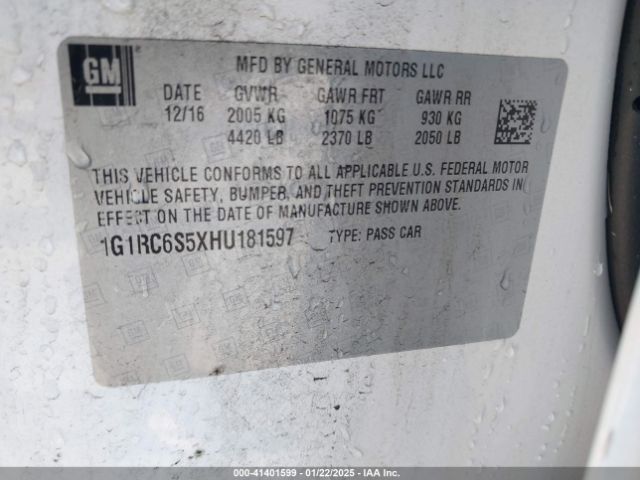 GM
MFD BY GENERAL MOTORS LLC
DATE GVWR GAWR FRT GAWR RR
12/16 2005 KG 1075 KG 930 KG
4420 LB 2370 LB 2050 LB
THIS VEHICLE CONFORMS TO ALL APPLICABLE U.S. FEDERAL MOTOR
VEHICLE SAFETY, BUMPER, AND THEFT PREVENTION STANDARDS IN
EFFECT ON THE DATE OF MANUFACTURE SHOWN ABOVE.
1G1RC6S5XHU181597 TYPE: PASS CAR
000-41401599 - 01/22/2025 - IAA Inc.